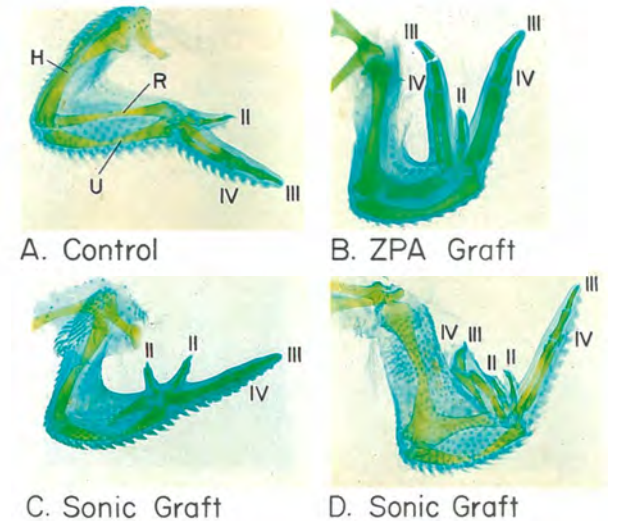 H
R
II
U
IV
III
A. Control
III
IV
II
III
IV
B. ZPA Graft
II
II
III
IV
C. Sonic Graft
IV
III
II
II
III
IV
D. Sonic Graft